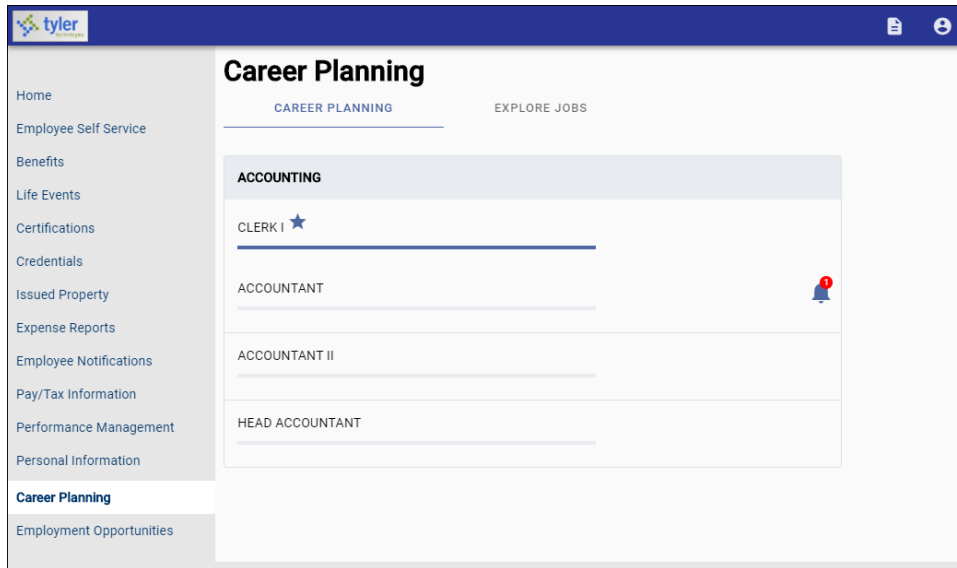 tyler
technologies
Home
Employee Self Service
Benefits
Life Events
Certifications
Credentials
Issued Property
Expense Reports
Employee Notifications
Pay/Tax Information
Performance Management
Personal Information
Career Planning
Employment Opportunities
Career Planning
CAREER PLANNING
EXPLORE JOBS
ACCOUNTING
CLERK I
ACCOUNTANT
1
ACCOUNTANT II
HEAD ACCOUNTANT